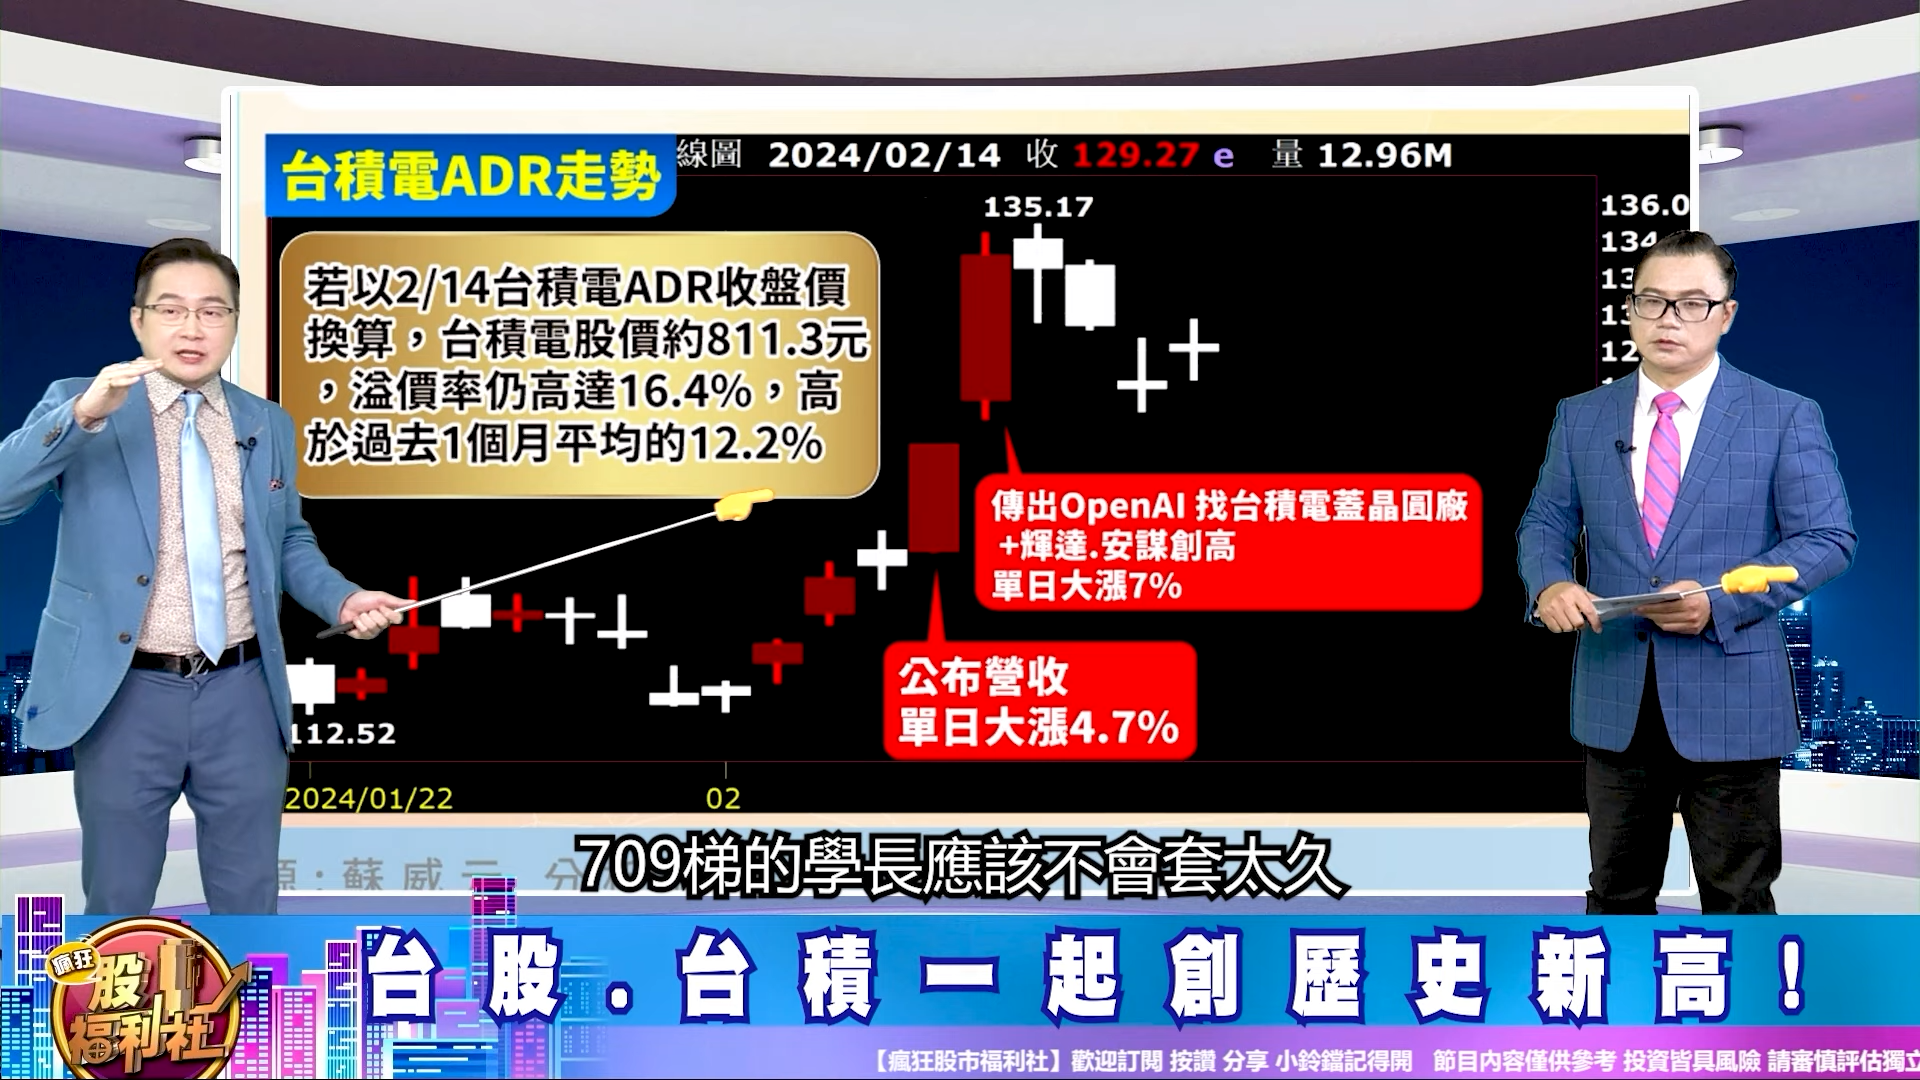 台積電ADR走勢
線圖 2024/02/14 收 129.27 e 量 12.96M
135.17
136.0
134
若以2/14台積電ADR收盤價
換算，台積電股價約811.3元
，溢價率仍高達16.4%，高
於過去1個月平均的12.2%
傳出OpenAI 找台積電蓋晶圓廠
+輝達.安謀創高
單日大漲7%
公布營收
單日大漲4.7%
112.52
2024/01/22
02
源:蘇威元 分
709梯的學長應該不會套太久
台股.台積一起創歷史新高!
瘋狂
股
福利社
【瘋狂股市福利社】歡迎訂閱 按讚 分享 小鈴鐺記得開 節目內容僅供參考 投資皆具風險 請審慎評估獨立